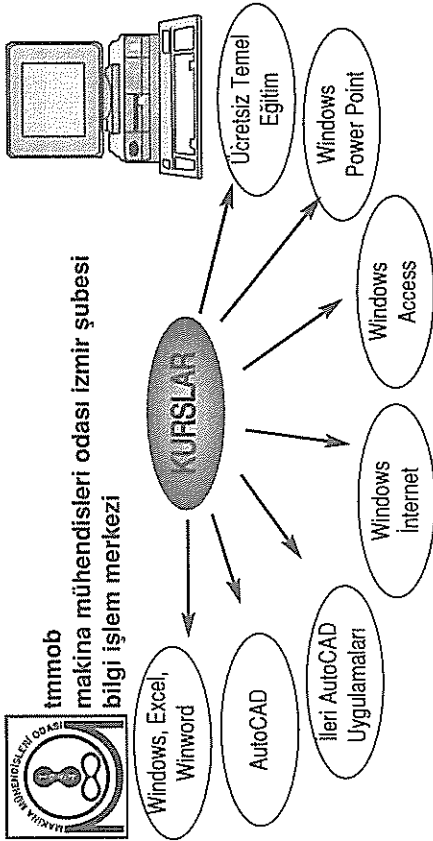 MAKİNA MÜHENDİSLERİ ODASI
tmmob
makina mühendisleri odası izmir şubesi
bilgi işlem merkezi
KURSLAR
Windows, Excel,
Winword
AutoCAD
İleri AutoCAD
Uygulamaları
Windows
İnternet
Windows
Access
Windows
Power Point
Ücretsiz Temel
Eğitim